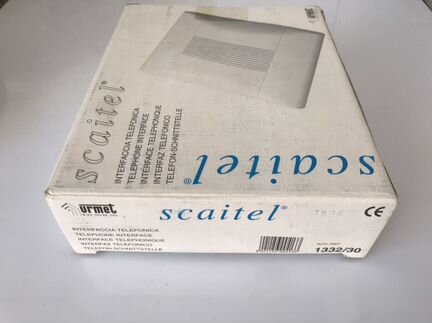 urmet
scaitel®
INTERFACCIA TELEFONICA
TELEPHONE INTERFACE
INTERFACE TELEPHONIQUE
INTERFAZ TELEFONICO
TELEFON-SCHNITTSTELLE
scaitel®
urmet
scaitel®
CE
INTERFACCIA TELEFONICA
TELEPHONE INTERFACE
INTERFACE TELEPHONIQUE
INTERFAZ TELEFONICO
TELEFON-SCHNITTSTELLE
1332/30